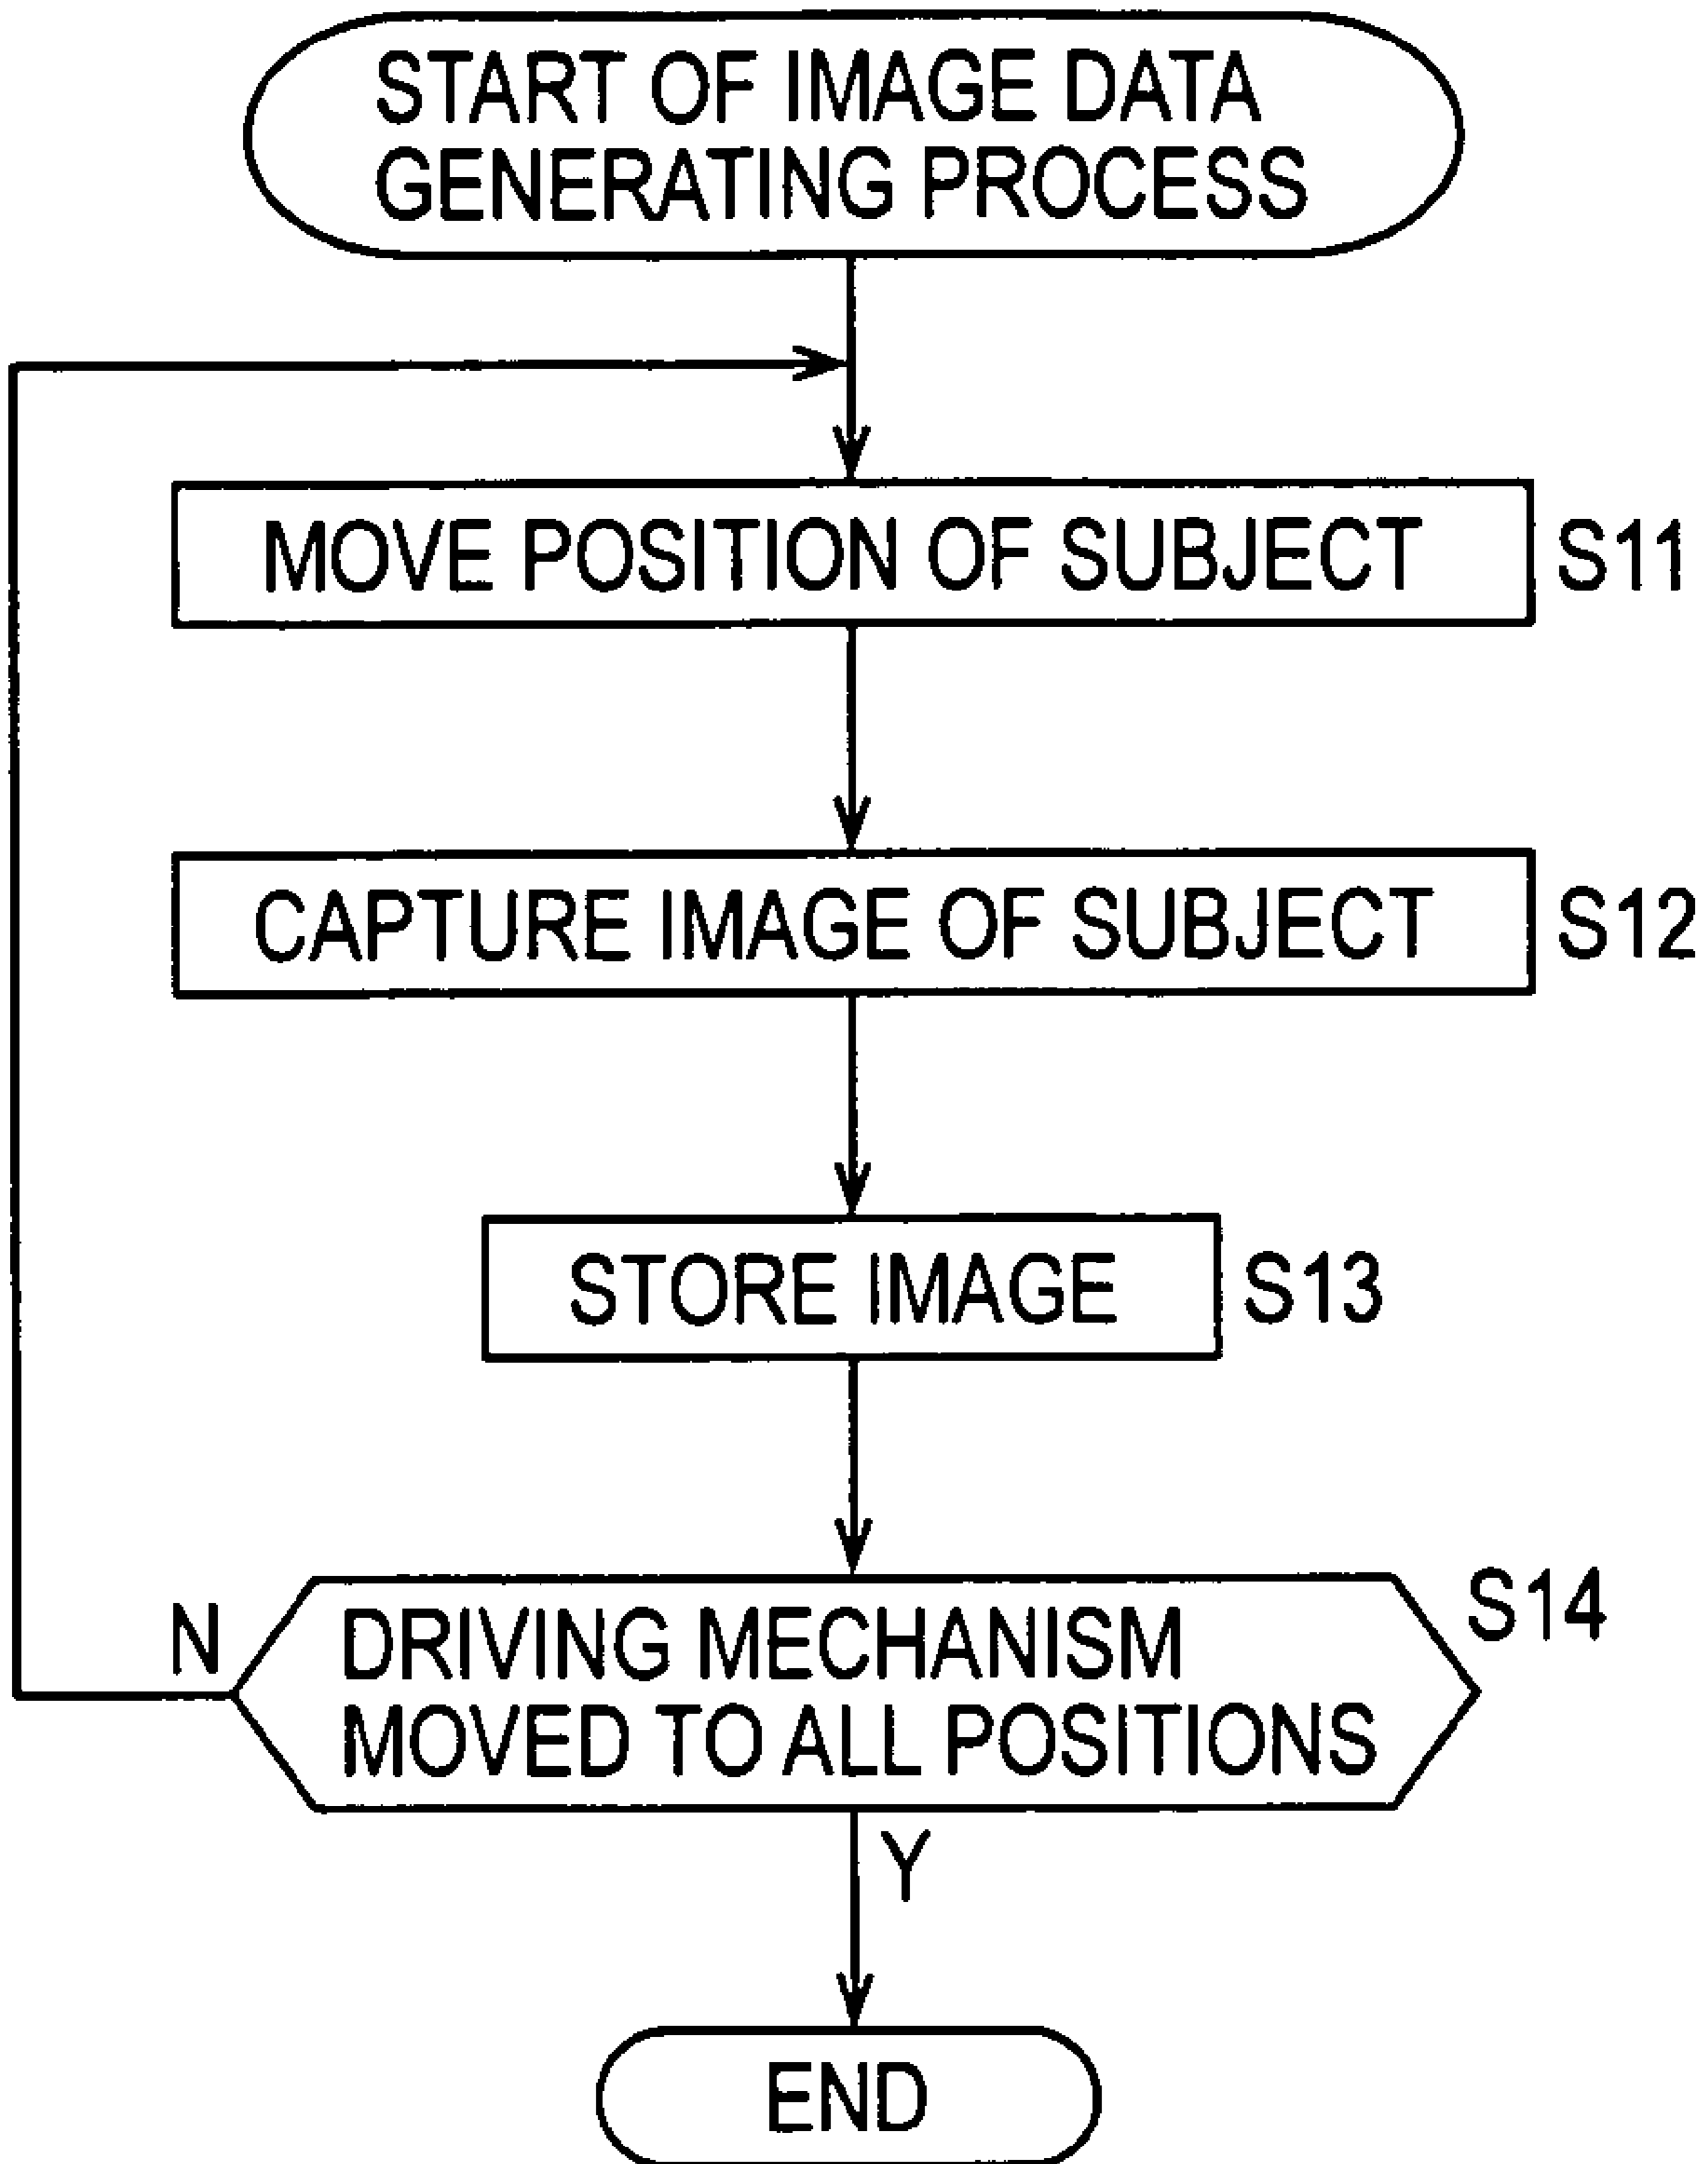 START OF IMAGE DATA
GENERATING PROCESS
MOVE POSITION OF SUBJECT
S11
CAPTURE IMAGE OF SUBJECT
S12
STORE IMAGE
S13
S14
N
DRIVING MECHANISM
MOVED TO ALL POSITIONS
Y
END